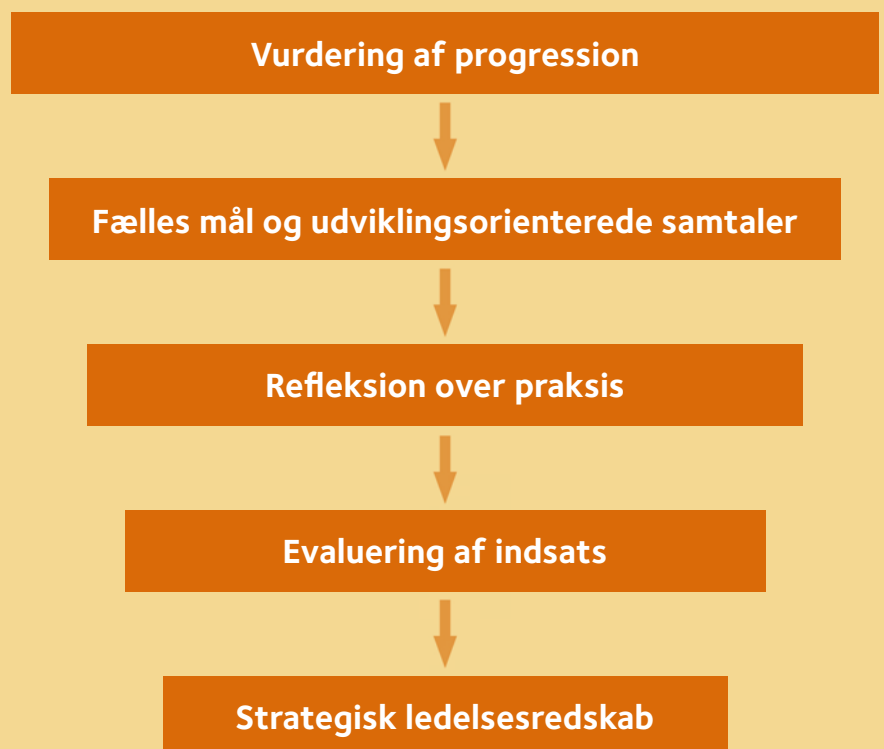 Vurdering af progression
Fælles mål og udviklingsorienterede samtaler
Refleksion over praksis
Evaluering af indsats
Strategisk ledelsesredskab